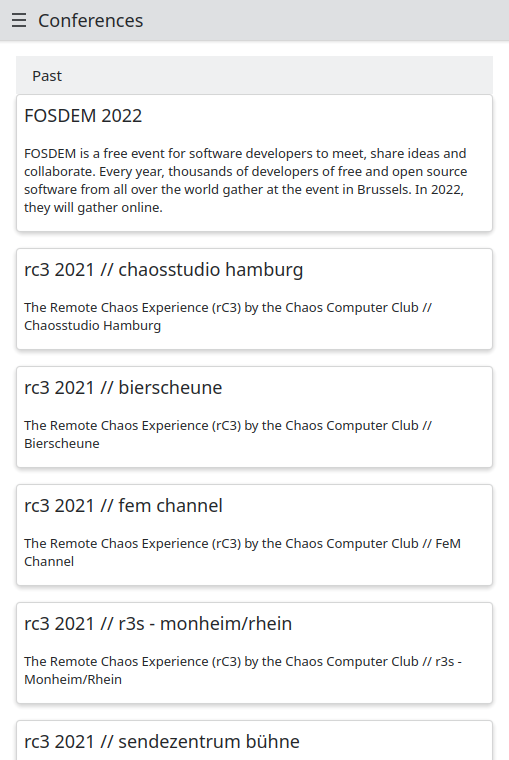 Conferences
Past
FOSDEM 2022
FOSDEM is a free event for software developers to meet, share ideas and
collaborate. Every year, thousands of developers of free and open source
software from all over the world gather at the event in Brussels. In 2022,
they will gather online.
rc3 2021 // chaosstudio hamburg
The Remote Chaos Experience (rC3) by the Chaos Computer Club //
Chaosstudio Hamburg
rc3 2021 // bierscheune
The Remote Chaos Experience (rC3) by the Chaos Computer Club //
Bierscheune
rc3 2021 // fem channel
The Remote Chaos Experience (rC3) by the Chaos Computer Club // FeM
Channel
rc3 2021 // r3s - monheim/rhein
The Remote Chaos Experience (rC3) by the Chaos Computer Club // r3s -
Monheim/Rhein
rc3 2021 // sendezentrum bühne